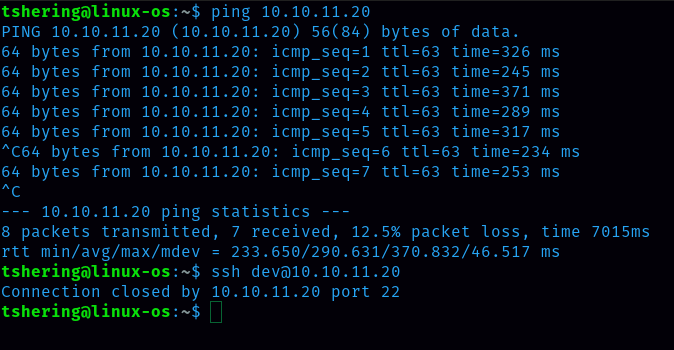 tshering@linux-os:~$ ping 10.10.11.20
PING 10.10.11.20 (10.10.11.20) 56(84) bytes of data.
64 bytes from 10.10.11.20: icmp_seq=1 ttl=63 time=326 ms
64 bytes from 10.10.11.20: icmp_seq=2 ttl=63 time=245 ms
64 bytes from 10.10.11.20: icmp_seq=3 ttl=63 time=371 ms
64 bytes from 10.10.11.20: icmp_seq=4 ttl=63 time=289 ms
64 bytes from 10.10.11.20: icmp_seq=5 ttl=63 time=317 ms
^C64 bytes from 10.10.11.20: icmp_seq=6 ttl=63 time=234 ms
64 bytes from 10.10.11.20: icmp_seq=7 ttl=63 time=253 ms
^C
--- 10.10.11.20 ping statistics ---
8 packets transmitted, 7 received, 12.5% packet loss, time 7015ms
rtt min/avg/max/mdev = 233.650/290.631/370.832/46.517 ms
tshering@linux-os:~$ ssh dev@10.10.11.20
Connection closed by 10.10.11.20 port 22
tshering@linux-os:~$